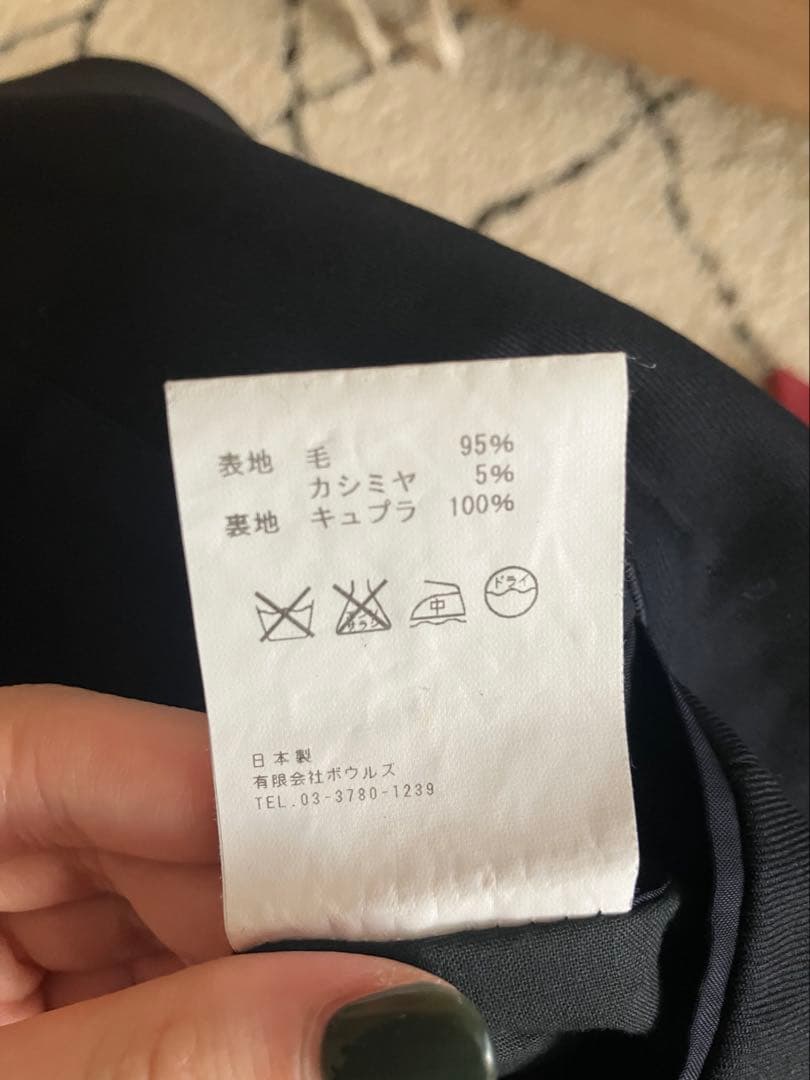 表地 毛 95%
カシミヤ 5%
裏地 キュプラ 100%
中
ドライ
日本製
有限会社ボウルズ
TEL.03-3780-1239